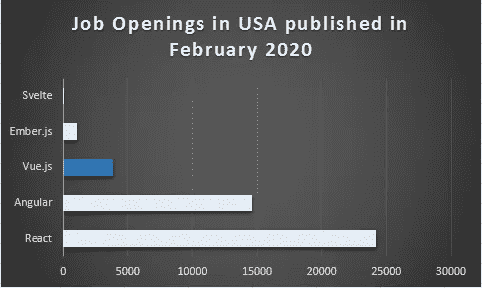 Job Openings in USA published in
February 2020
Svelte
Ember.js
Vue.js
Angular
React
0 5000 10000 15000 20000 25000 30000